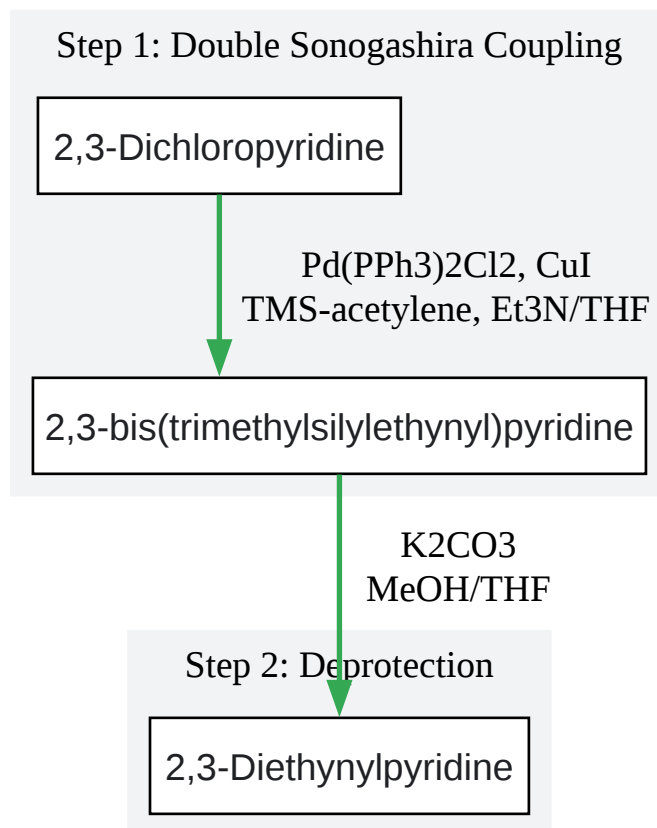 Step 1: Double Sonogashira Coupling
2,3-Dichloropyridine
Pd(PPh3)2Cl2, CuI
TMS-acetylene, Et3N/THF
2,3-bis(trimethylsilylethynyl)pyridine
K2CO3
MeOH/THF
Step 2: Deprotection
2,3-Diethynylpyridine